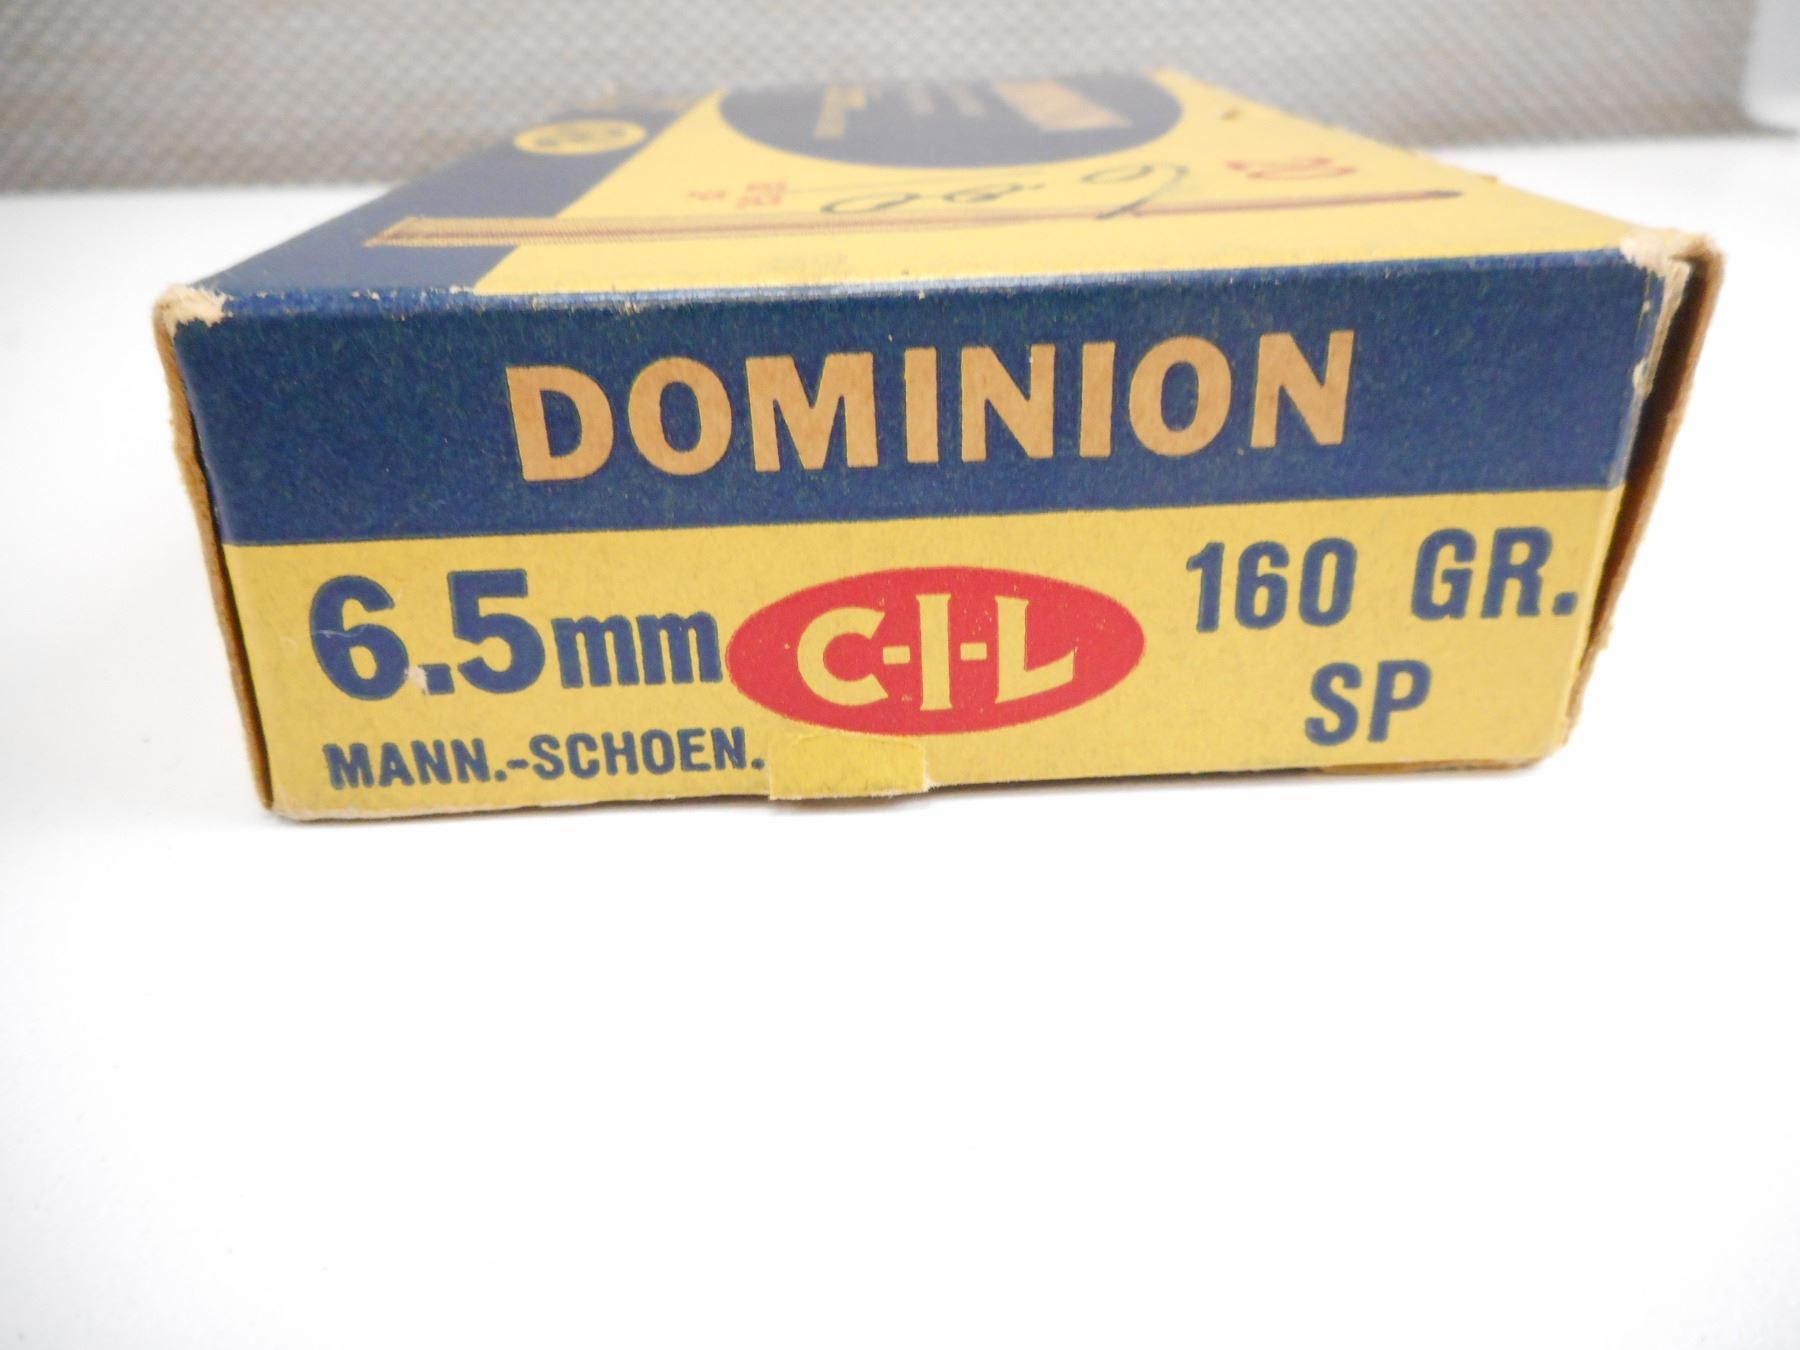 DOMINION
6.5mm
MANN.-SCHOEN.
C-I-L
160 GR.
SP